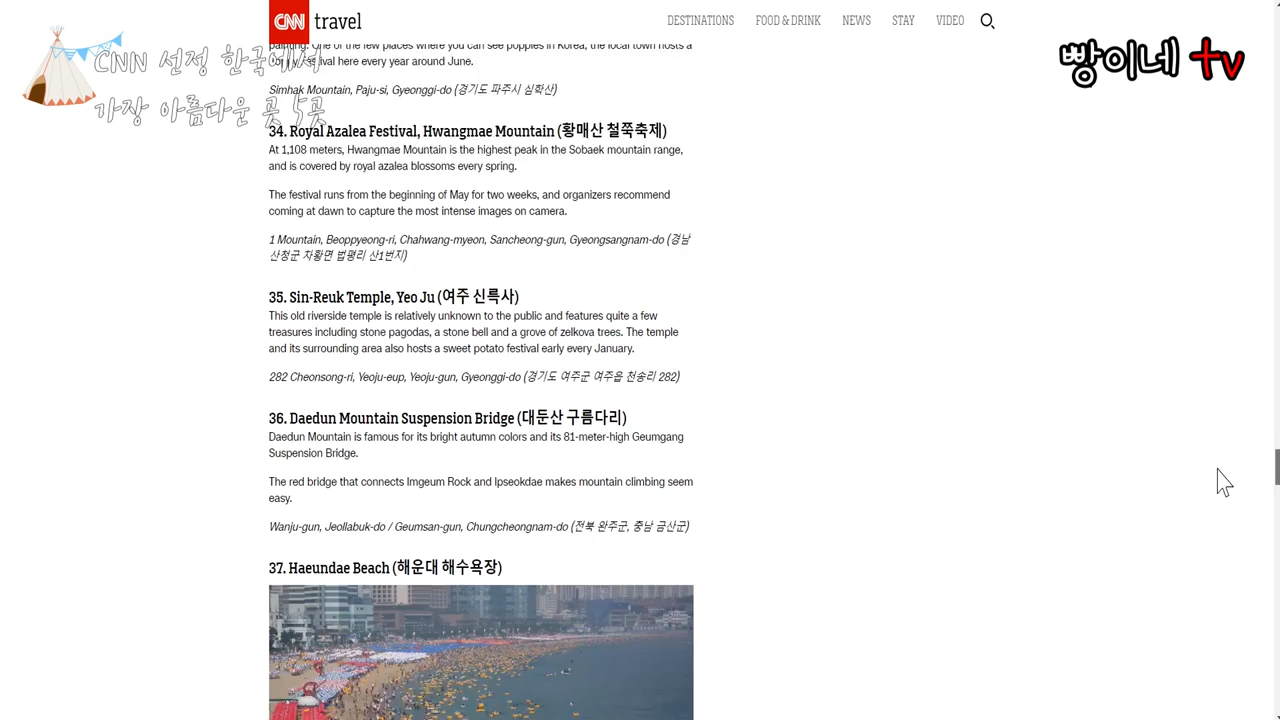 CNN travel
DESTINATIONS FOOD & DRINK NEWS STAY VIDEO
CNN 선정 한국에서
가장 아름다운 곳 5곳
빵이네 tv
painting. One of the few places where you can see poppies in Korea, the local town hosts a
festival here every year around June.
Simhak Mountain, Paju-si, Gyeonggi-do (경기도 파주시 심학산)
34. Royal Azalea Festival, Hwangmae Mountain (황매산 철쭉축제)
At 1,108 meters, Hwangmae Mountain is the highest peak in the Sobaek mountain range,
and is covered by royal azalea blossoms every spring.
The festival runs from the beginning of May for two weeks, and organizers recommend
coming at dawn to capture the most intense images on camera.
1 Mountain, Beoppyeong-ri, Chahwang-myeon, Sancheong-gun, Gyeongsangnam-do (경남
산청군 차황면 법평리 산1번지)
35. Sin-Reuk Temple, Yeo Ju (여주 신륵사)
This old riverside temple is relatively unknown to the public and features quite a few
treasures including stone pagodas, a stone bell and a grove of zelkova trees. The temple
and its surrounding area also hosts a sweet potato festival early every January.
282 Cheonsong-ri, Yeoju-eup, Yeoju-gun, Gyeonggi-do (경기도 여주군 여주읍 천송리 282)
36. Daedun Mountain Suspension Bridge (대둔산 구름다리)
Daedun Mountain is famous for its bright autumn colors and its 81-meter-high Geumgang
Suspension Bridge.
The red bridge that connects Imgeum Rock and Ipseokdae makes mountain climbing seem
easy.
Wanju-gun, Jeollabuk-do / Geumsan-gun, Chungcheongnam-do (전북 완주군, 충남 금산군)
37. Haeundae Beach (해운대 해수욕장)